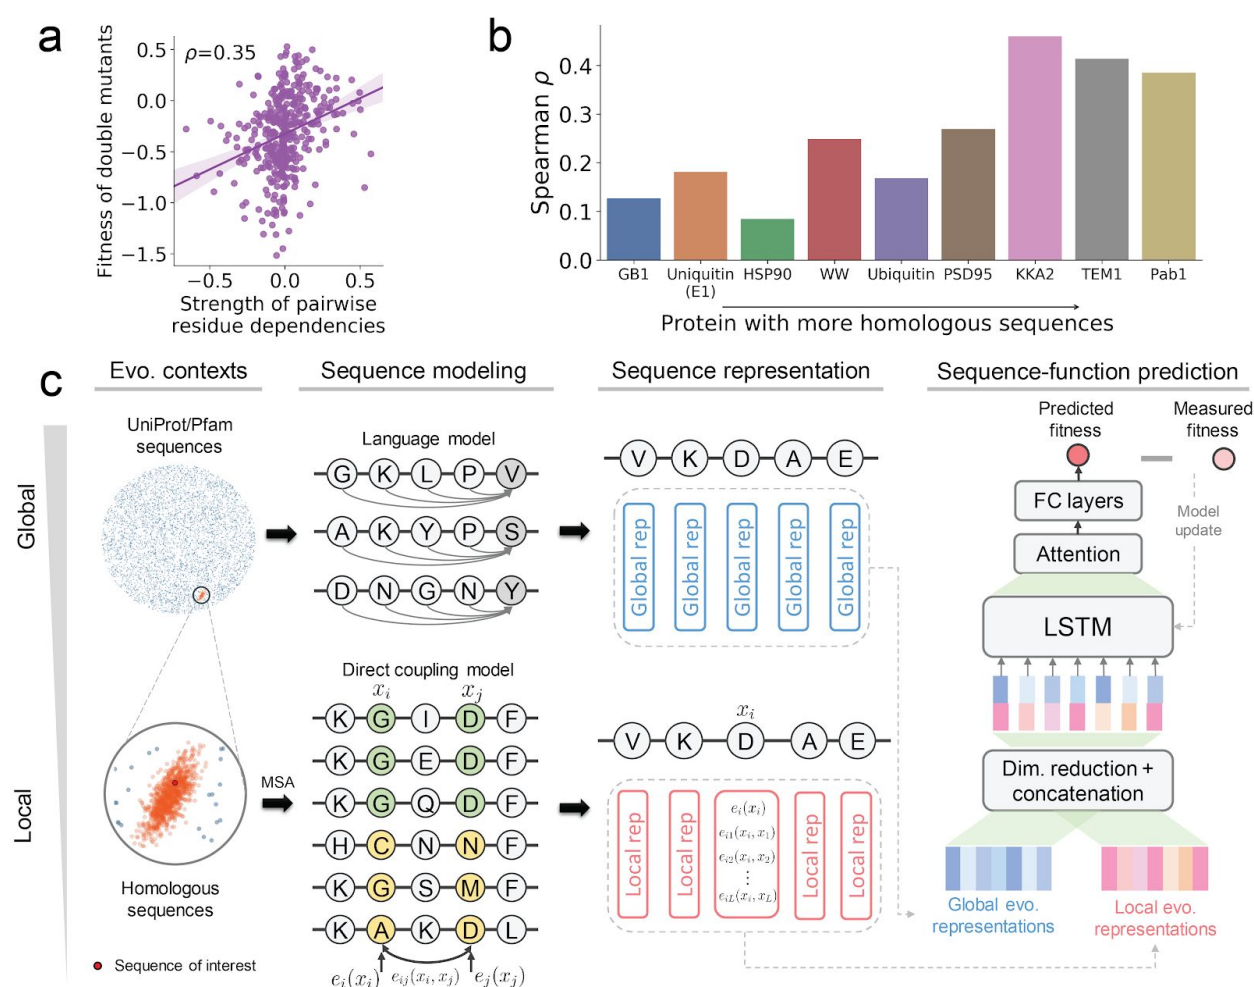 a
ρ=0.35
Fitness of double mutants
0.5
0.0
−0.5
−1.0
−1.5
−0.5
0.0
0.5
Strength of pairwise
residue dependencies
b
Spearman ρ
0.4
0.3
0.2
0.1
0.0
GB1
Uniquitin
(E1)
HSP90
WW
Ubiquitin
PSD95
KKA2
TEM1
Pab1
Protein with more homologous sequences
c
Evo. contexts
Sequence modeling
Sequence representation
Sequence-function prediction
Global
Local
UniProt/Pfam
sequences
Homologous
sequences
Sequence of interest
MSA
Language model
G K L P V
A K Y P S
D N G N Y
Direct coupling model
x_i x_j
K G I D F
K G E D F
K G Q D F
H C N N F
K G S M F
K A K D L
e_i(x_i) e_ij(x_i, x_j) e_j(x_j)
V K D A E
Global rep
Global rep
Global rep
Global rep
Global rep
x_i
V K D A E
Local rep
Local rep
e_i(x_i)
e_i1(x_i, x_1)
e_i2(x_i, x_2)
⋮
e_iL(x_i, x_L)
Local rep
Local rep
Predicted
fitness
Measured
fitness
FC layers
Model
update
Attention
LSTM
Dim. reduction +
concatenation
Global evo.
representations
Local evo.
representations